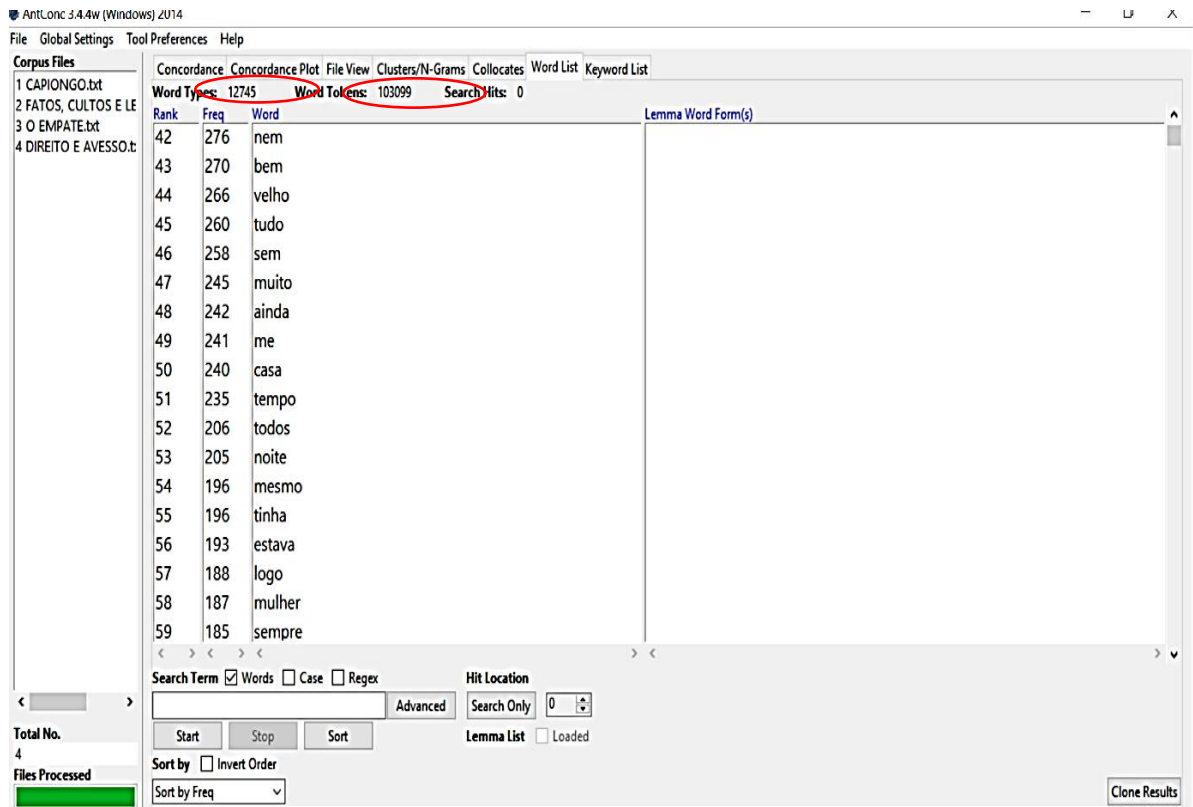 AntConc 3.4.4w (Windows) 2014
File Global Settings Tool Preferences Help
Corpus Files
1 CAPIONGO.txt
2 FATOS, CULTOS E LE
3 O EMPATE.txt
4 DIREITO E AVESSO.t
Total No.
4
Files Processed
Concordance Concordance Plot File View Clusters/N-Grams Collocates Word List Keyword List
Word Types: 12745 Word Tokens: 103099 Search Hits: 0
Rank Freq Word Lemma Word Form(s)
42 276 nem
43 270 bem
44 266 velho
45 260 tudo
46 258 sem
47 245 muito
48 242 ainda
49 241 me
50 240 casa
51 235 tempo
52 206 todos
53 205 noite
54 196 mesmo
55 196 tinha
56 193 estava
57 188 logo
58 187 mulher
59 185 sempre
Search Term Words Case Regex Hit Location
Advanced Search Only 0
Start Stop Sort Lemma List Loaded
Sort by Invert Order
Sort by Freq Clone Results